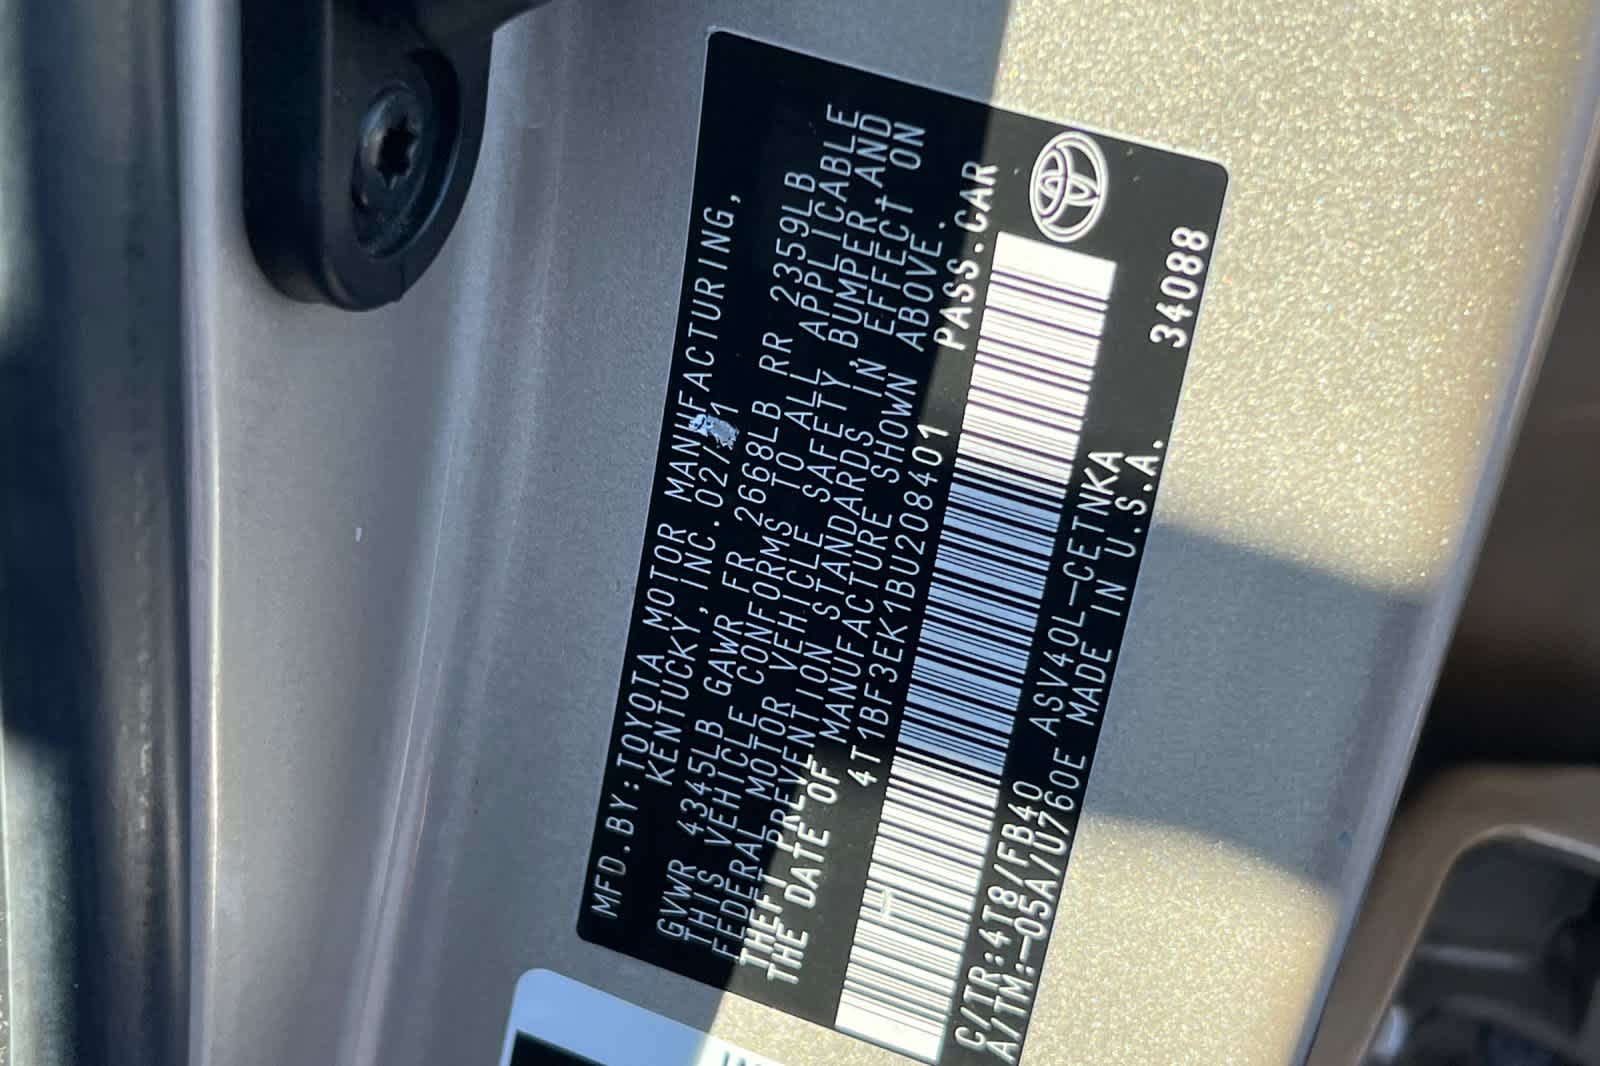 MFD.BY:TOYOTA MOTOR MANUFACTURING,
KENTUCKY,INC.02/11
GVWR 4345LB GAWR FR 2668LB RR 2359LB
THIS VEHICLE CONFORMS TO ALL APPLICABLE
FEDERAL MOTOR VEHICLE SAFETY,BUMPER,AND
THEFT PREVENTION STANDARDS IN EFFECT ON
THE DATE OF MANUFACTURE SHOWN ABOVE.
4T1BF3EK1BU208401 PASS.CAR
C/TR:4T8/FB40 ASV40L-CETNKA
A/TM:-05A/U760E MADE IN U.S.A.
34088